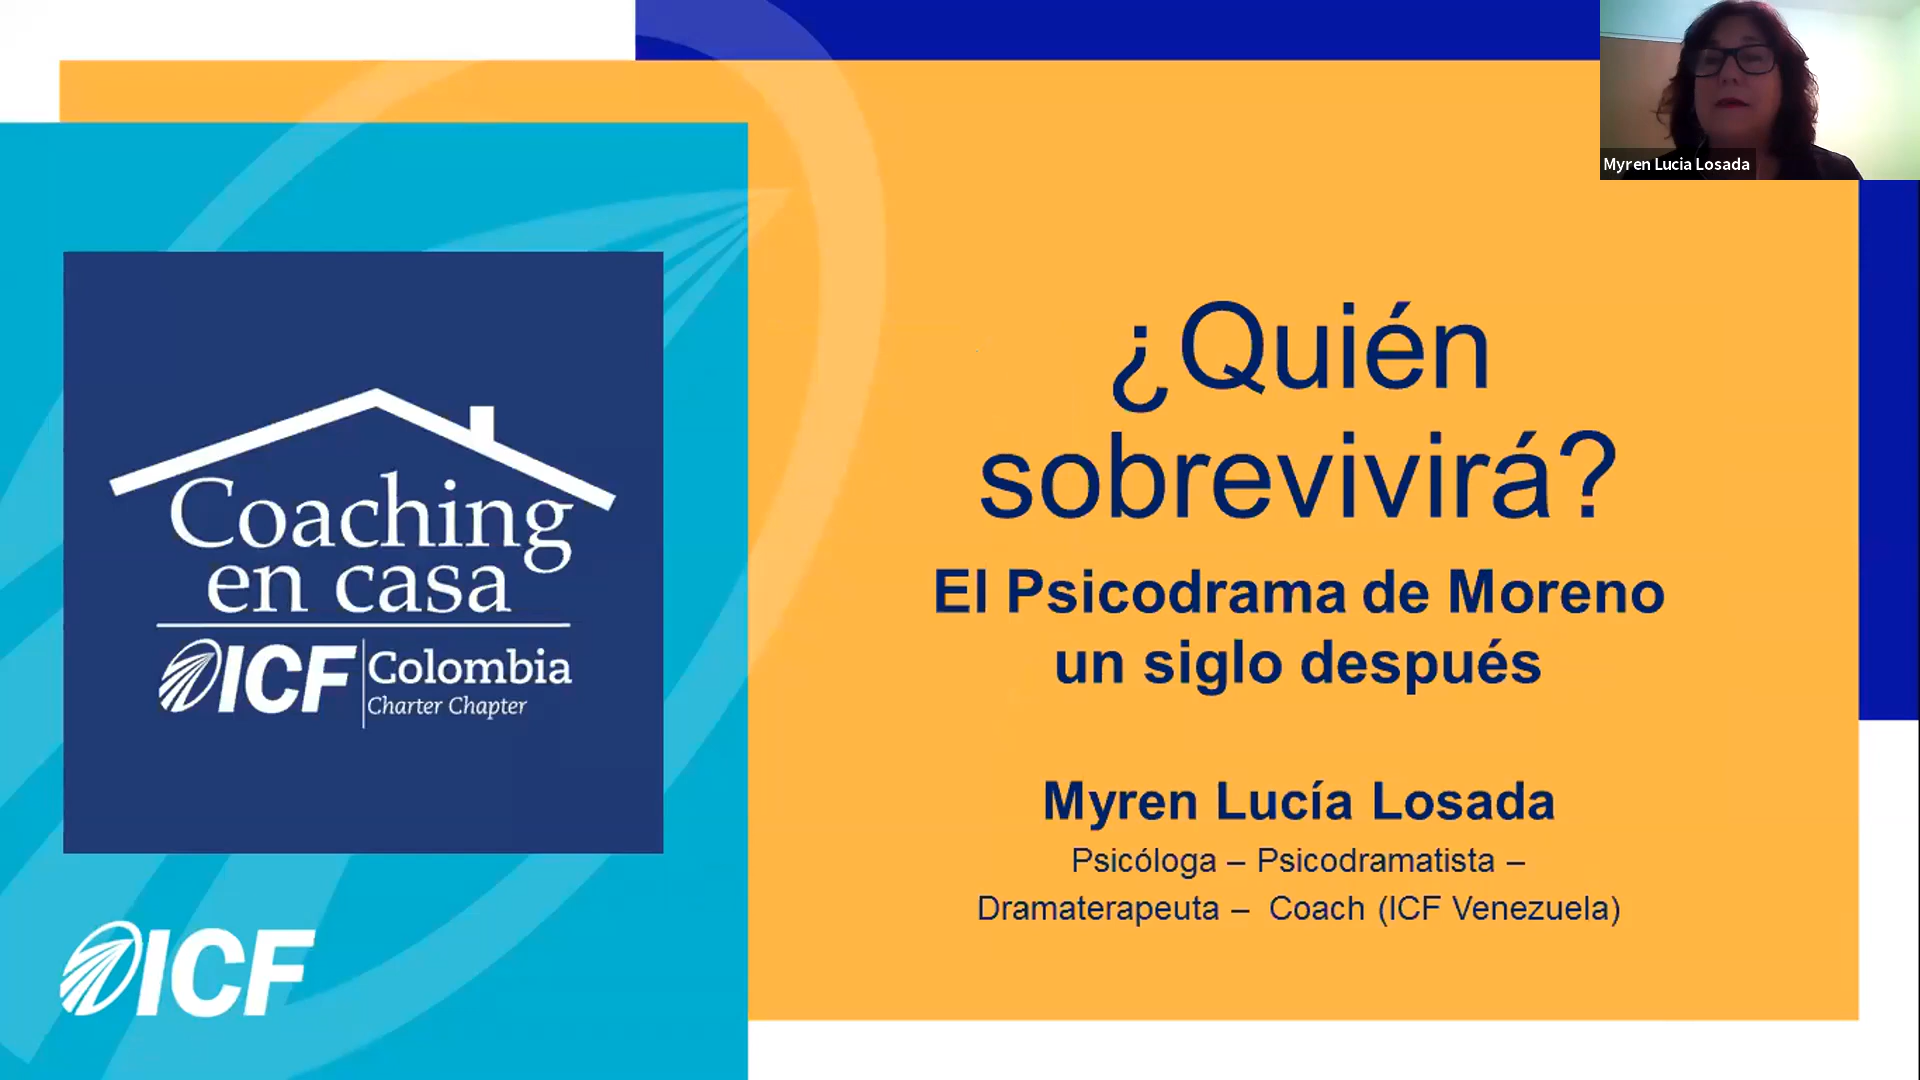 Myren Lucia Losada
Coaching
en casa
ICF
Colombia
Charter Chapter
ICF
¿Quién
sobrevivirá?
El Psicodrama de Moreno
un siglo después
Myren Lucía Losada
Psicóloga – Psicodramatista –
Dramaterapeuta – Coach (ICF Venezuela)